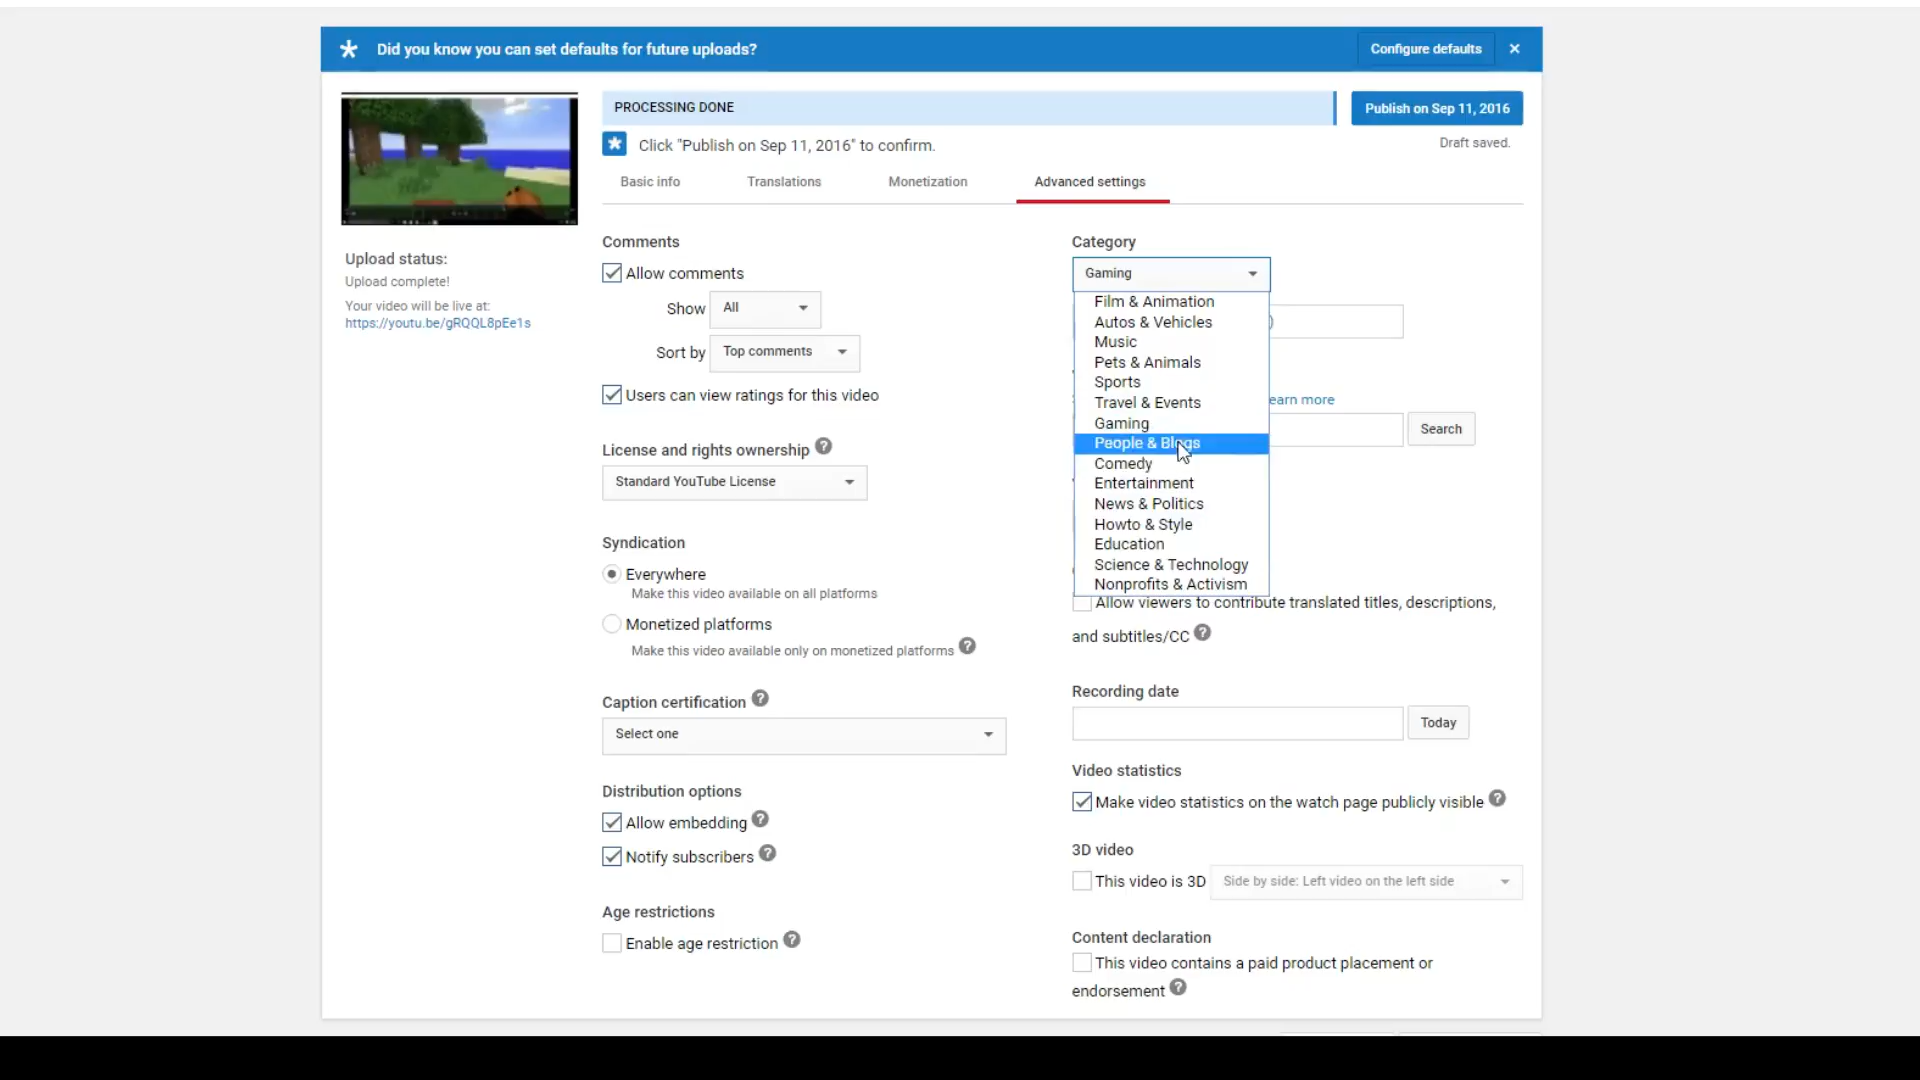 Did you know you can set defaults for future uploads?
Configure defaults
PROCESSING DONE
Publish on Sep 11, 2016
Click "Publish on Sep 11, 2016" to confirm.
Draft saved.
Basic info
Translations
Monetization
Advanced settings
Upload status:
Upload complete!
Your video will be live at:
https://youtu.be/gRQQL8pEe1s
Comments
Allow comments
Show
All
Sort by
Top comments
Users can view ratings for this video
License and rights ownership
Standard YouTube License
Syndication
Everywhere
Make this video available on all platforms
Monetized platforms
Make this video available only on monetized platforms
Caption certification
Select one
Distribution options
Allow embedding
Notify subscribers
Age restrictions
Enable age restriction
Category
Gaming
Film & Animation
Autos & Vehicles
Music
Pets & Animals
Sports
Travel & Events
Gaming
People & Blogs
Comedy
Entertainment
News & Politics
Howto & Style
Education
Science & Technology
Nonprofits & Activism
earn more
Search
Allow viewers to contribute translated titles, descriptions,
and subtitles/CC
Recording date
Today
Video statistics
Make video statistics on the watch page publicly visible
3D video
This video is 3D
Side by side: Left video on the left side
Content declaration
This video contains a paid product placement or
endorsement